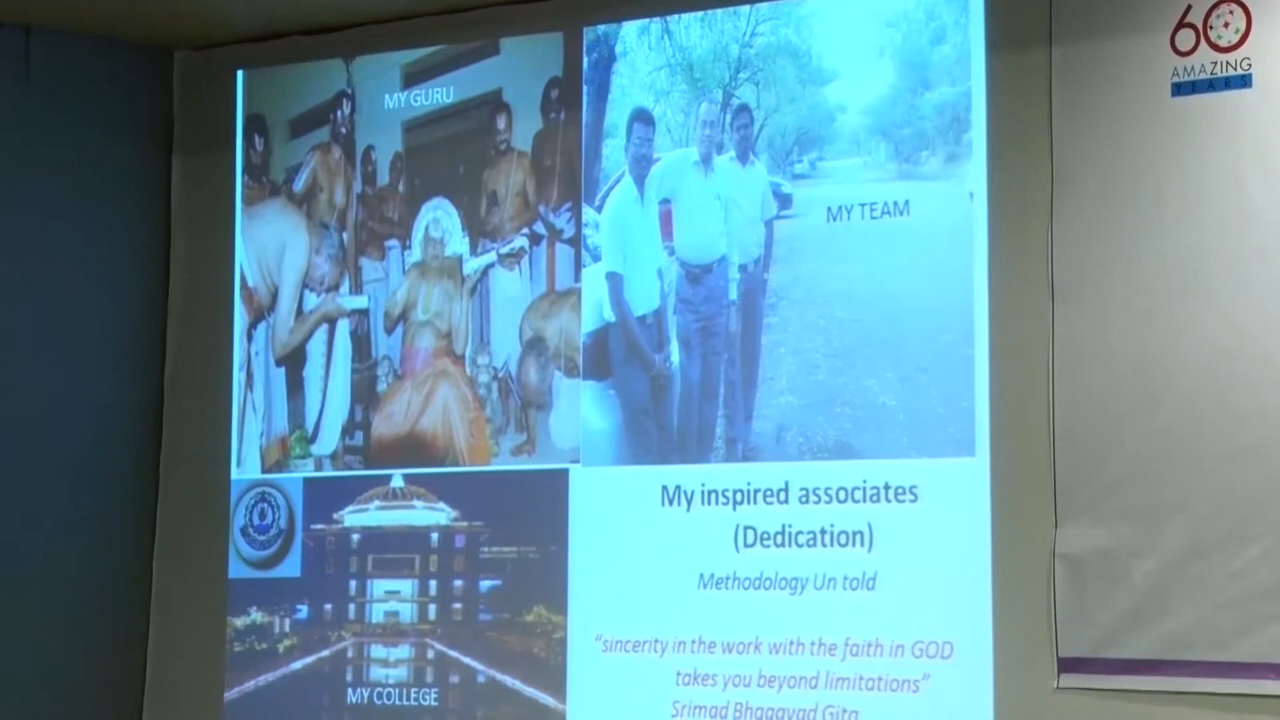 MY GURU
MY TEAM
60
AMAZING
YEARS
My inspired associates
(Dedication)
Methodology Un told
"sincerity in the work with the faith in GOD
takes you beyond limitations"
Srimad Bhagavad Gita
MY COLLEGE